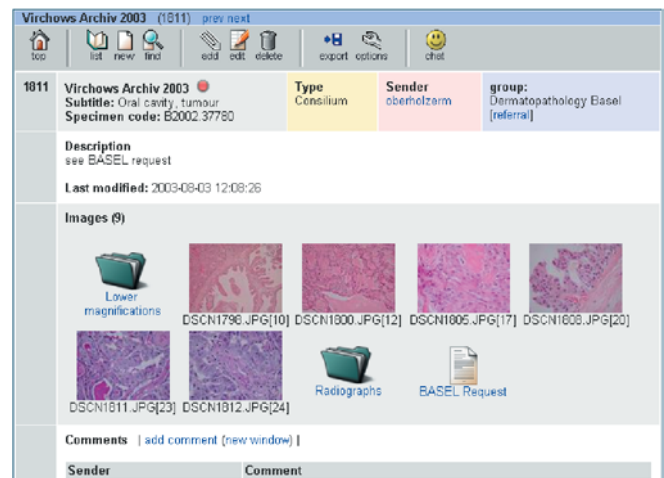 Virchows Archiv 2003 (1811) prev next
top list new find add edit delete export options chat
1811 Virchows Archiv 2003 Type Sender group:
Subtitle: Oral cavity, tumour Consilium oberholzerm Dermatopathology Basel
Specimen code: B2002.37780 [referral]
Description
see BASEL request
Last modified: 2003-08-03 12:08:26
Images (9)
Lower
magnifications
DSCN1798.JPG[10] DSCN1800.JPG[12] DSCN1805.JPG[17] DSCN1808.JPG[20]
Radiographs BASEL Request
DSCN1811.JPG[23] DSCN1812.JPG[24]
Comments | add comment (new window) |
Sender Comment